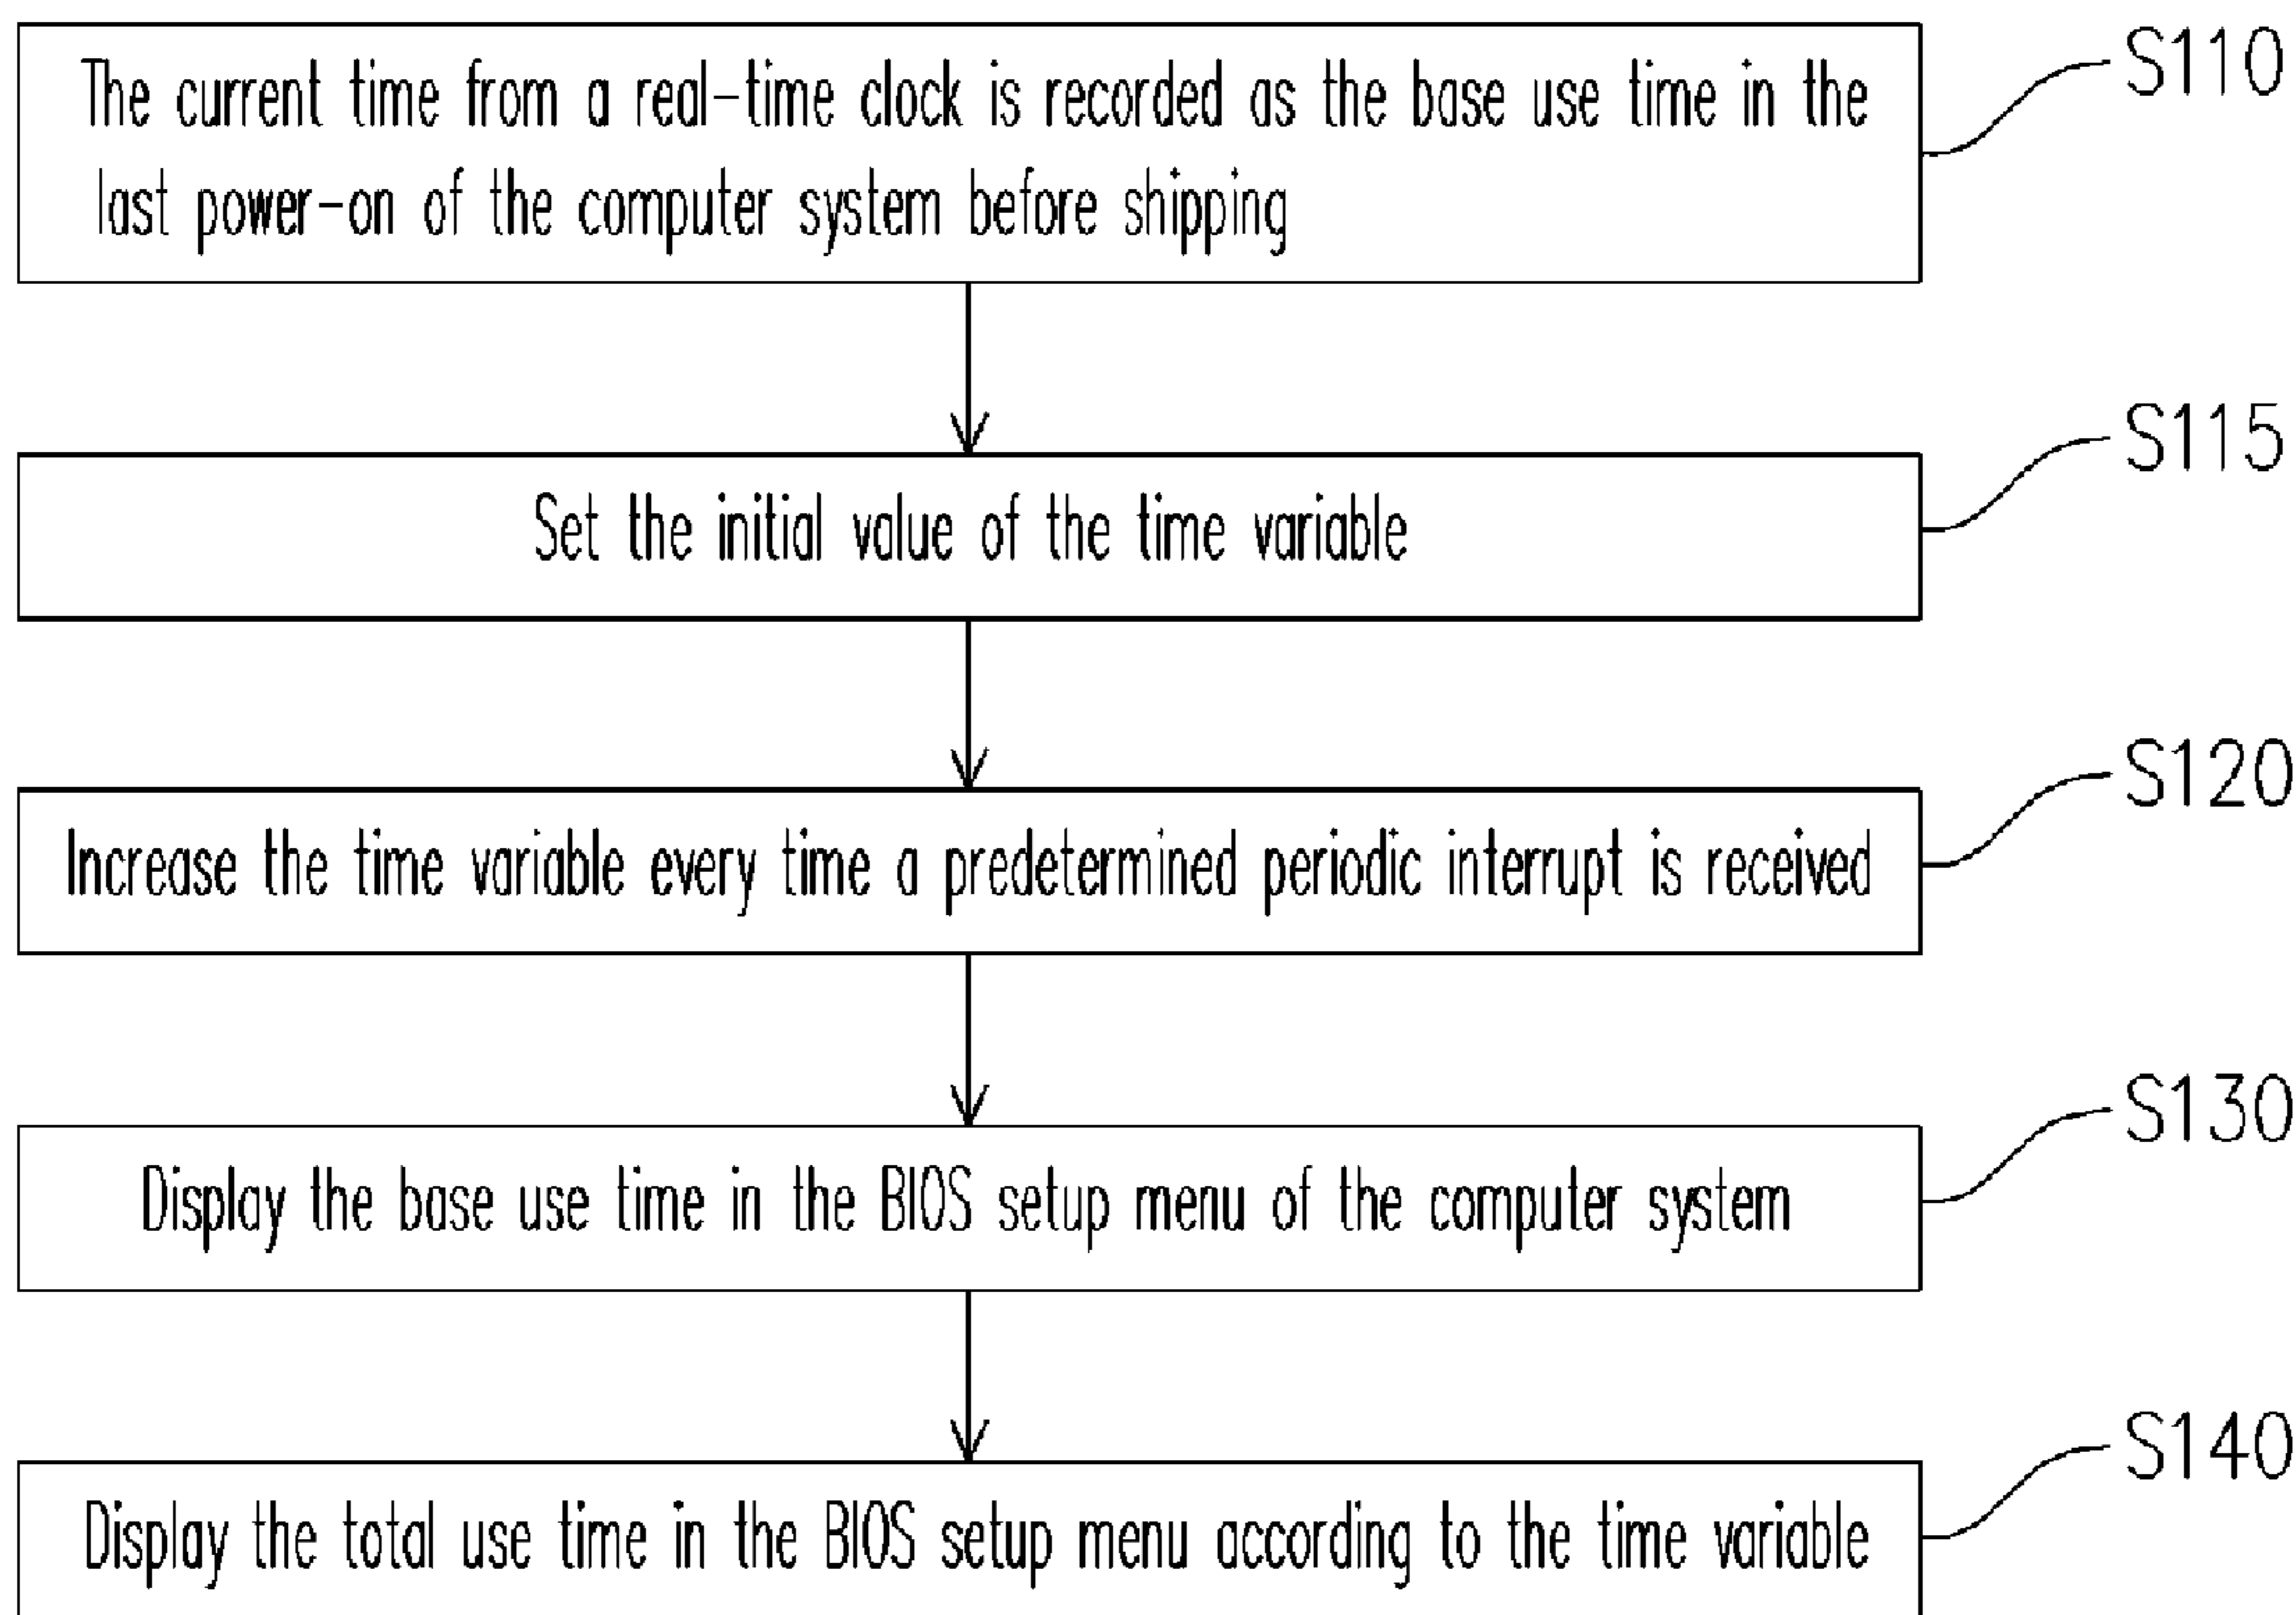 The current time from a real-time clock is recorded as the base use time in the
last power-on of the computer system before shipping
S110
Set the initial value of the time variable
S115
Increase the time variable every time a predetermined periodic interrupt is received
S120
Display the base use time in the BIOS setup menu of the computer system
S130
Display the total use time in the BIOS setup menu according to the time variable
S140